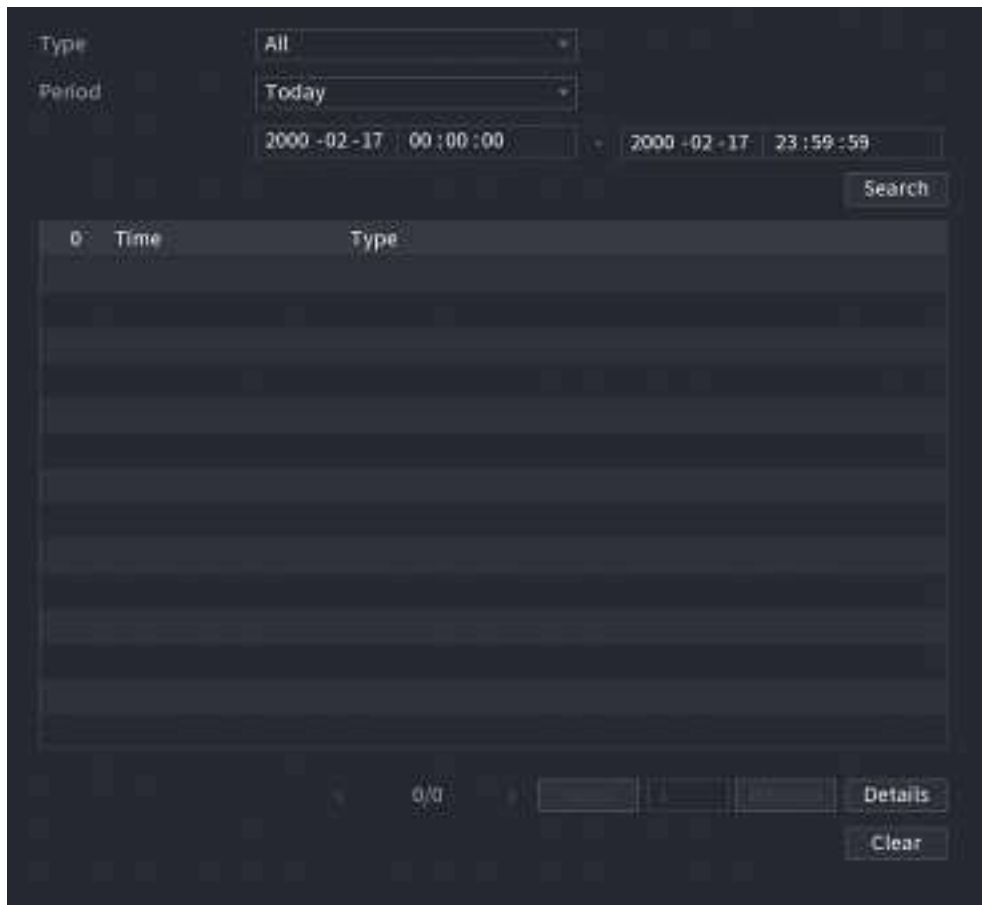 Type All
Period Today
2000 -02 -17 00 :00 :00 - 2000 -02 -17 23 :59 :59
Search
0 Time Type
0/0 Details
Clear